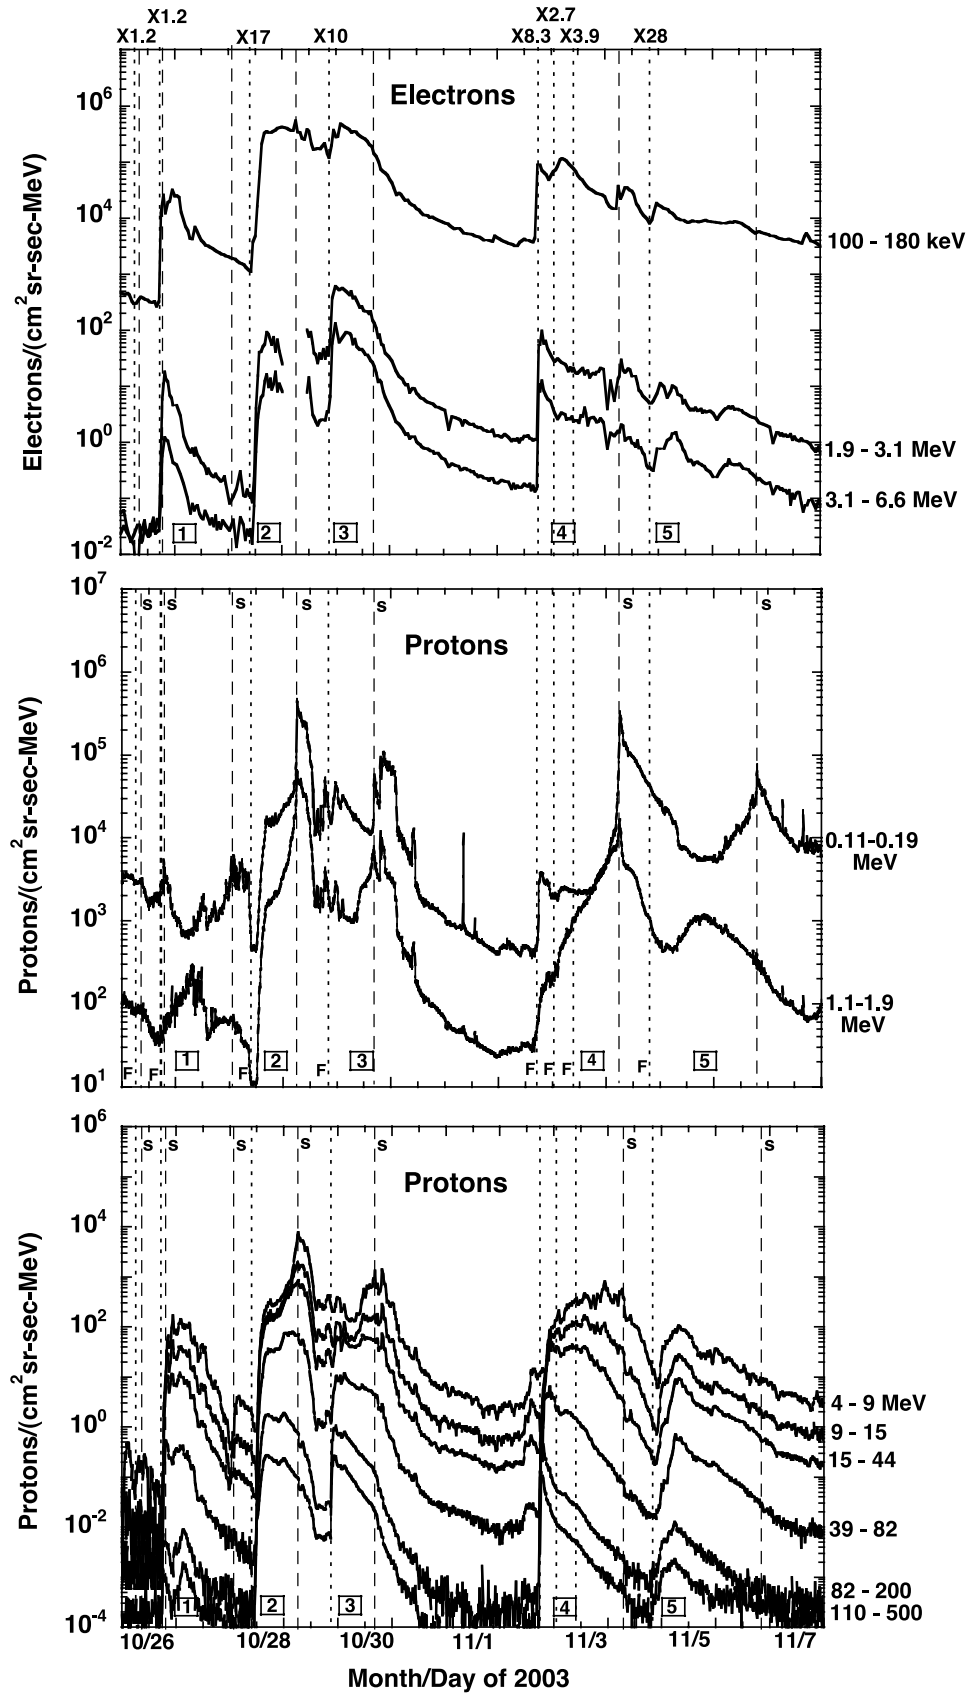 X2.7
X1.2
X1.2 X17 X10 X8.3 X3.9 X28
Electrons
10^6
10^4
10^2
10^0
10^-2
Electrons/(cm^2 sr-sec-MeV)
100 - 180 keV
1.9 - 3.1 MeV
3.1 - 6.6 MeV
1 2 3 4 5
S S S S S S S
Protons
10^7
10^6
10^5
10^4
10^3
10^2
10^1
Protons/(cm^2 sr-sec-MeV)
0.11-0.19
MeV
1.1-1.9
MeV
1 2 3 4 5
F F F F F F F F
S S S S S S S
Protons
10^6
10^4
10^2
10^0
10^-2
10^-4
Protons/(cm^2 sr-sec-MeV)
4 - 9 MeV
9 - 15
15 - 44
39 - 82
82 - 200
110 - 500
1 2 3 4 5
10/26 10/28 10/30 11/1 11/3 11/5 11/7
Month/Day of 2003